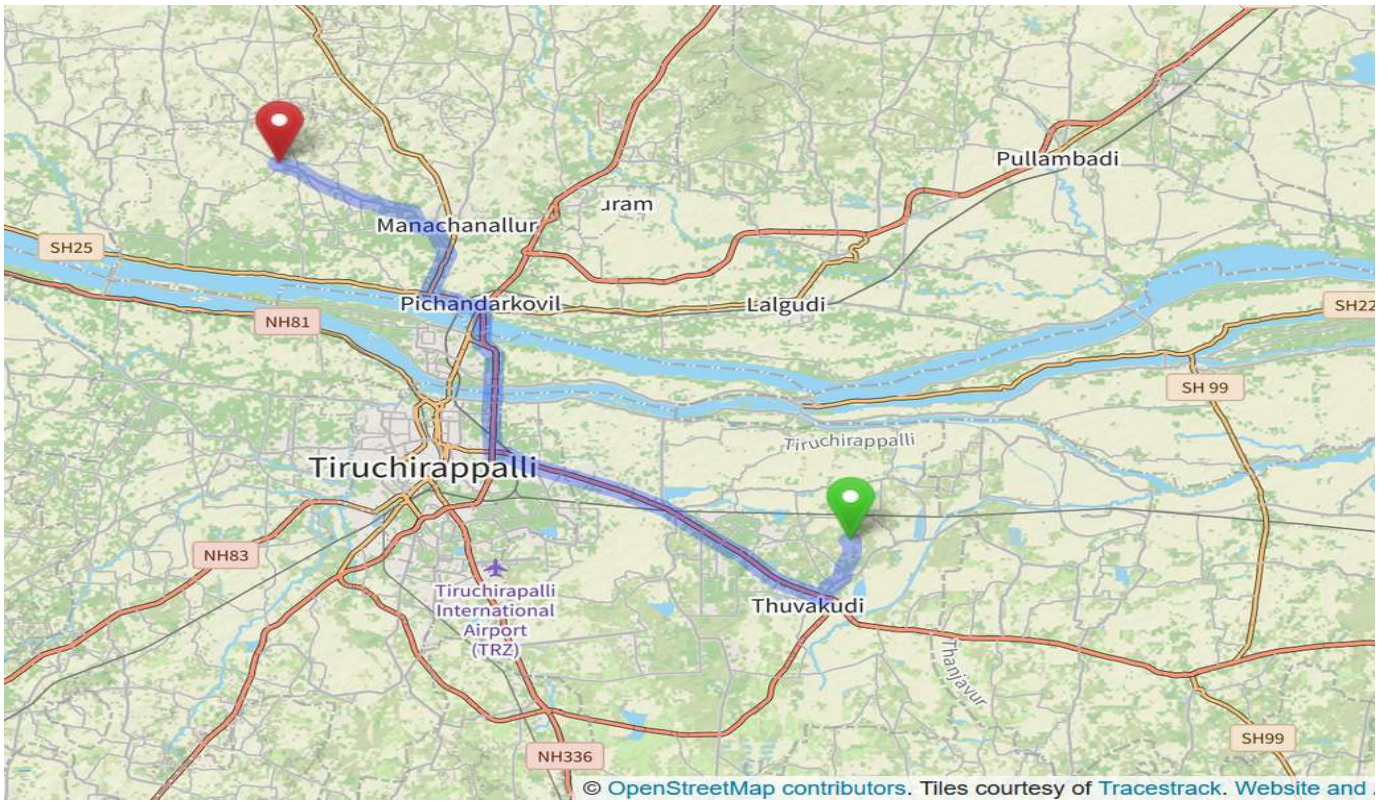 Pullambadi
ɹram
Manachanallur
SH25
Pichandarkovil
Lalgudi
SH22
NH81
SH 99
Tiruchirappalli
Tiruchirappalli
NH83
Tiruchirapalli
International
Airport
(TRZ)
Thuvakudi
Thanjavur
SH99
NH336
© OpenStreetMap contributors. Tiles courtesy of Tracestrack. Website and